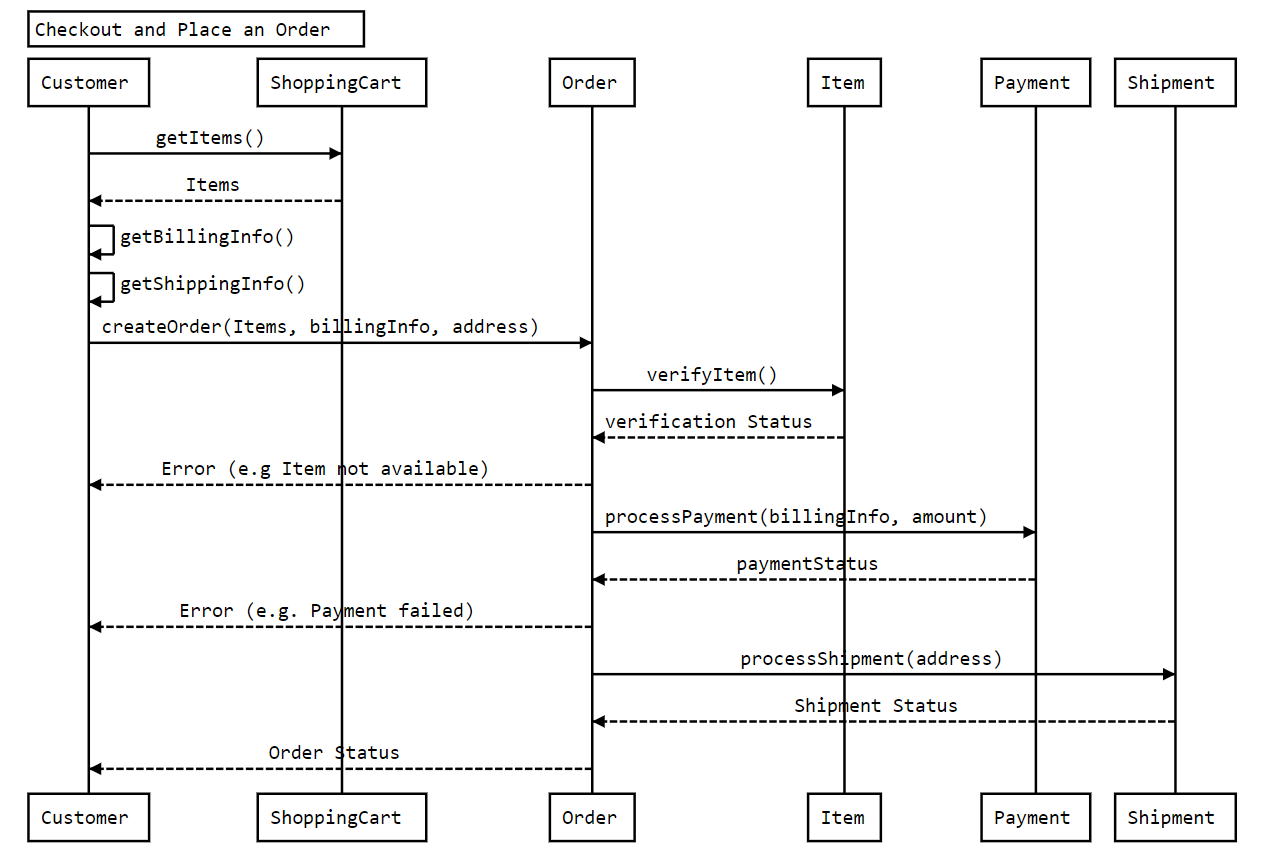 Checkout and Place an Order
Customer ShoppingCart Order Item Payment Shipment
getItems()
Items
getBillingInfo()
getShippingInfo()
createOrder(Items, billingInfo, address)
verifyItem()
verification Status
Error (e.g Item not available)
processPayment(billingInfo, amount)
paymentStatus
Error (e.g. Payment failed)
processShipment(address)
Shipment Status
Order Status
Customer ShoppingCart Order Item Payment Shipment